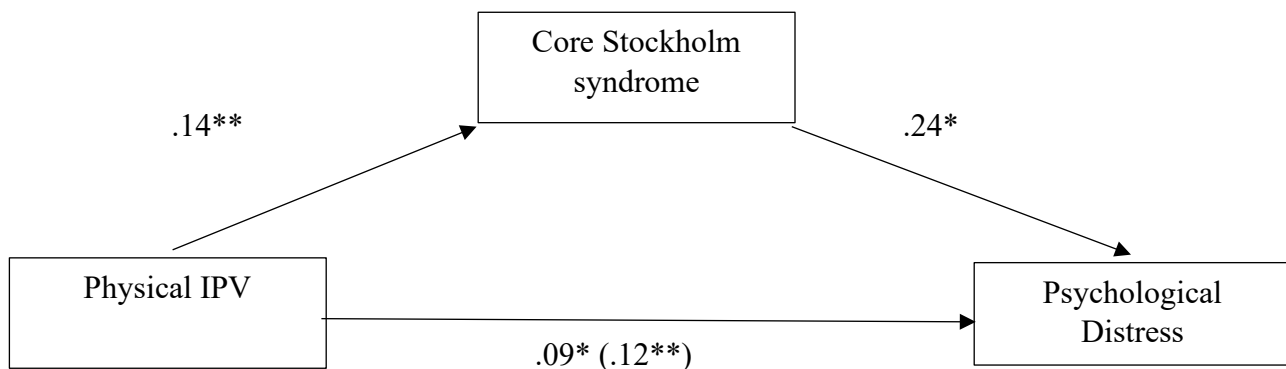 Core Stockholm
syndrome
.14**
.24*
Physical IPV
Psychological
Distress
.09* (.12**)